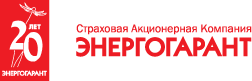 20 ЛЕТ
ЭНЕРГОГАРАНТ
Страховая Акционерная Компания
ЭНЕРГОГАРАНТ